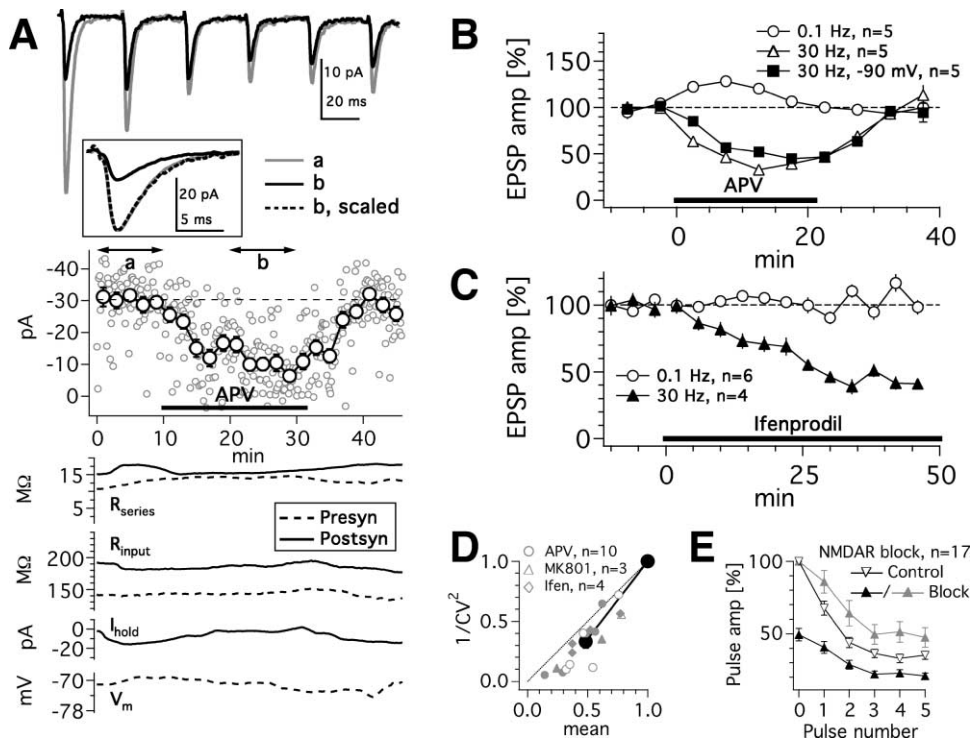 A
10 pA
20 ms
a
b
b, scaled
20 pA
5 ms
a
b
-40
-30
-20
-10
0
pA
APV
0 10 20 30 40
min
MΩ
15
5
Rseries
Presyn
Postsyn
MΩ
200
150
Rinput
pA
0
-20
Ihold
mV
-70
-78
Vm
B
EPSP amp [%]
150
100
50
0
0.1 Hz, n=5
30 Hz, n=5
30 Hz, -90 mV, n=5
APV
0 20 40
min
C
EPSP amp [%]
100
50
0
0.1 Hz, n=6
30 Hz, n=4
Ifenprodil
0 25 50
min
D
1/CV²
1.0
0.0
APV, n=10
MK801, n=3
Ifen, n=4
0.0 0.5 1.0
mean
E
Pulse amp [%]
100
50
NMDAR block, n=17
Control
/ Block
0 1 2 3 4 5
Pulse number